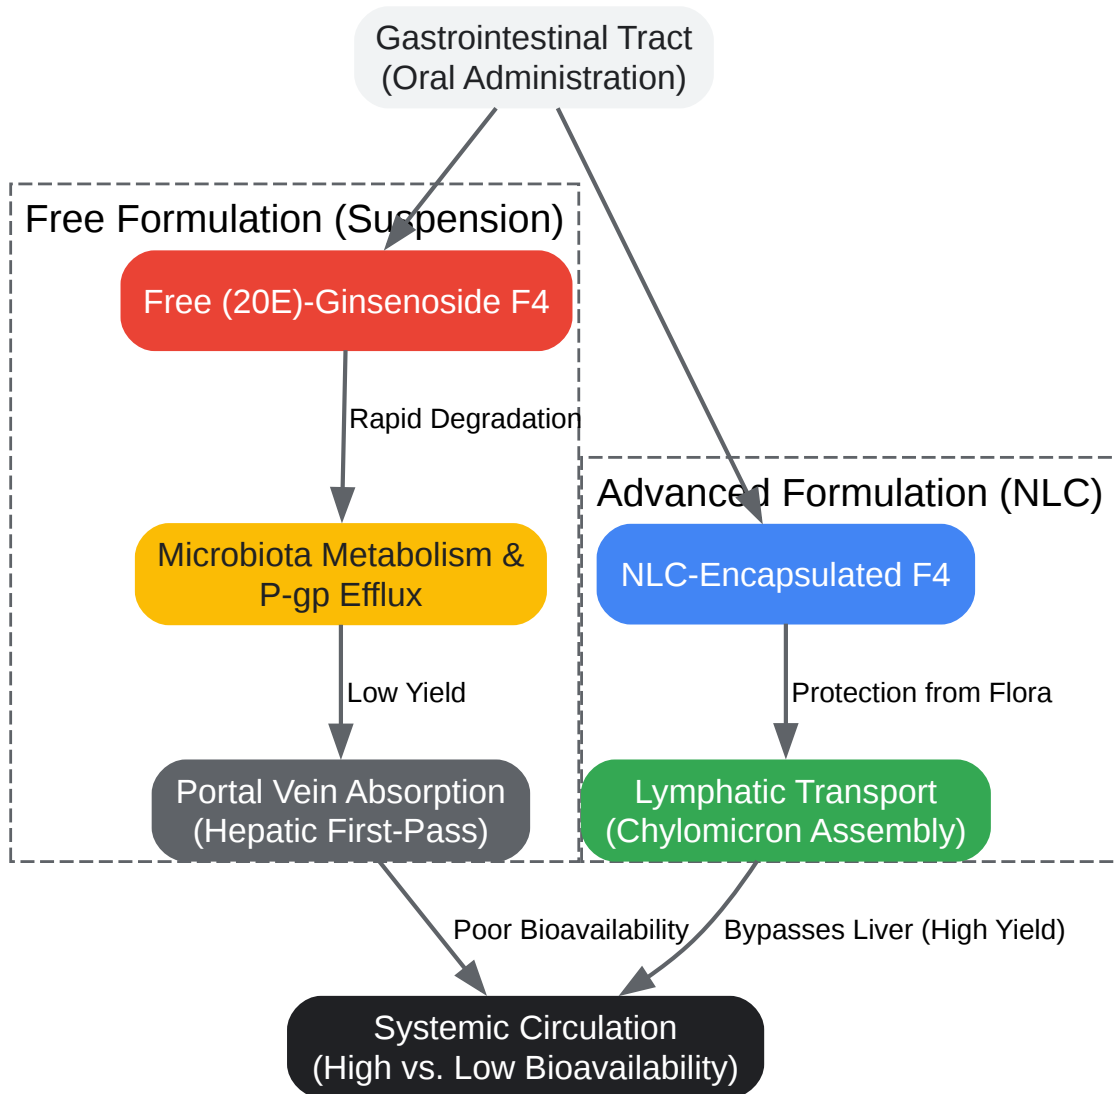 Gastrointestinal Tract
(Oral Administration)
Free Formulation (Suspension)
Free (20E)-Ginsenoside F4
Rapid Degradation
Advanced Formulation (NLC)
Microbiota Metabolism &
P-gp Efflux
NLC-Encapsulated F4
Low Yield
Protection from Flora
Portal Vein Absorption
(Hepatic First-Pass)
Lymphatic Transport
(Chylomicron Assembly)
Poor Bioavailability
Bypasses Liver (High Yield)
Systemic Circulation
(High vs. Low Bioavailability)